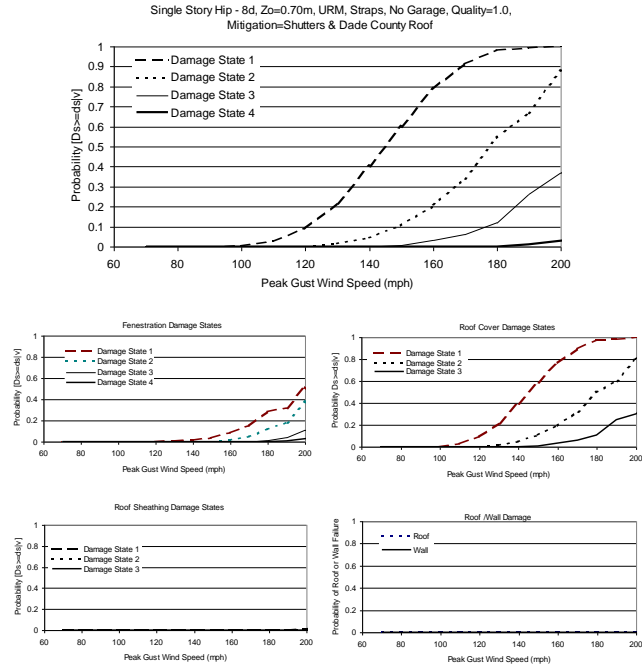 Single Story Hip - 8d, Zo=0.70m, URM, Straps, No Garage, Quality=1.0,
Mitigation=Shutters & Dade County Roof
Probability [Ds>=ds|v]
1
0.9
0.8
0.7
0.6
0.5
0.4
0.3
0.2
0.1
0
Damage State 1
Damage State 2
Damage State 3
Damage State 4
60 80 100 120 140 160 180 200
Peak Gust Wind Speed (mph)
Fenestration Damage States
Probability [Ds>=ds|v]
1
0.8
0.6
0.4
0.2
0
Damage State 1
Damage State 2
Damage State 3
Damage State 4
60 80 100 120 140 160 180 200
Peak Gust Wind Speed (mph)
Roof Cover Damage States
Probability Ds>=ds|v]
1
0.8
0.6
0.4
0.2
0
Damage State 1
Damage State 2
Damage State 3
60 80 100 120 140 160 180 200
Peak Gust Wind Speed (mph)
Roof Sheathing Damage States
Probability [Ds>=ds|v]
1
0.8
0.6
0.4
0.2
0
Damage State 1
Damage State 2
Damage State 3
60 80 100 120 140 160 180 200
Peak Gust Wind Speed (mph)
Roof /Wall Damage
Probability of Roof or Wall Failure
1
0.8
0.6
0.4
0.2
0
Roof
Wall
60 80 100 120 140 160 180 200
Peak Gust Wind Speed (mph)